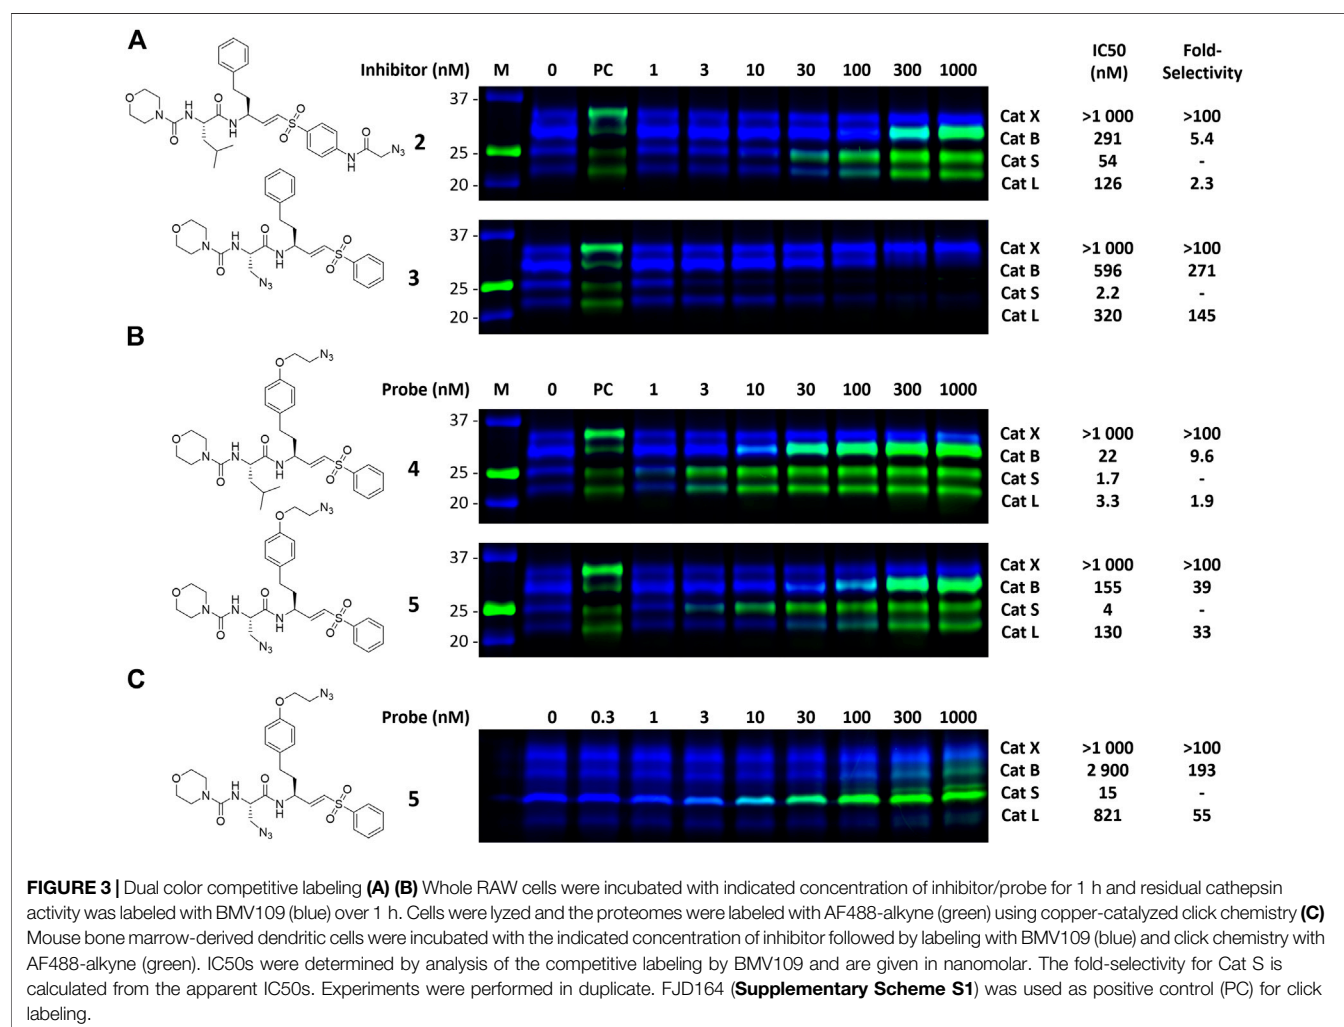 A
Inhibitor (nM) M 0 PC 1 3 10 30 100 300 1000 IC50 (nM) Fold-Selectivity
37 -
25 -
20 -
Cat X >1 000 >100
Cat B 291 5.4
Cat S 54 -
Cat L 126 2.3
O N O H N O N H O S O O N H N3 2
37 -
25 -
20 -
Cat X >1 000 >100
Cat B 596 271
Cat S 2.2 -
Cat L 320 145
O N O H N N3 O N H O S O 3
B
Probe (nM) M 0 PC 1 3 10 30 100 300 1000
37 -
25 -
20 -
Cat X >1 000 >100
Cat B 22 9.6
Cat S 1.7 -
Cat L 3.3 1.9
O N3 O N O H N O N H O S O 4
37 -
25 -
20 -
Cat X >1 000 >100
Cat B 155 39
Cat S 4 -
Cat L 130 33
O N3 O N O H N N3 O N H O S O 5
C
Probe (nM) 0 0.3 1 3 10 30 100 300 1000
Cat X >1 000 >100
Cat B 2 900 193
Cat S 15 -
Cat L 821 55
O N3 O N O H N N3 O N H O S O 5
FIGURE 3 | Dual color competitive labeling (A) (B) Whole RAW cells were incubated with indicated concentration of inhibitor/probe for 1 h and residual cathepsin
activity was labeled with BMV109 (blue) over 1 h. Cells were lyzed and the proteomes were labeled with AF488-alkyne (green) using copper-catalyzed click chemistry (C)
Mouse bone marrow-derived dendritic cells were incubated with the indicated concentration of inhibitor followed by labeling with BMV109 (blue) and click chemistry with
AF488-alkyne (green). IC50s were determined by analysis of the competitive labeling by BMV109 and are given in nanomolar. The fold-selectivity for Cat S is
calculated from the apparent IC50s. Experiments were performed in duplicate. FJD164 (Supplementary Scheme S1) was used as positive control (PC) for click
labeling.